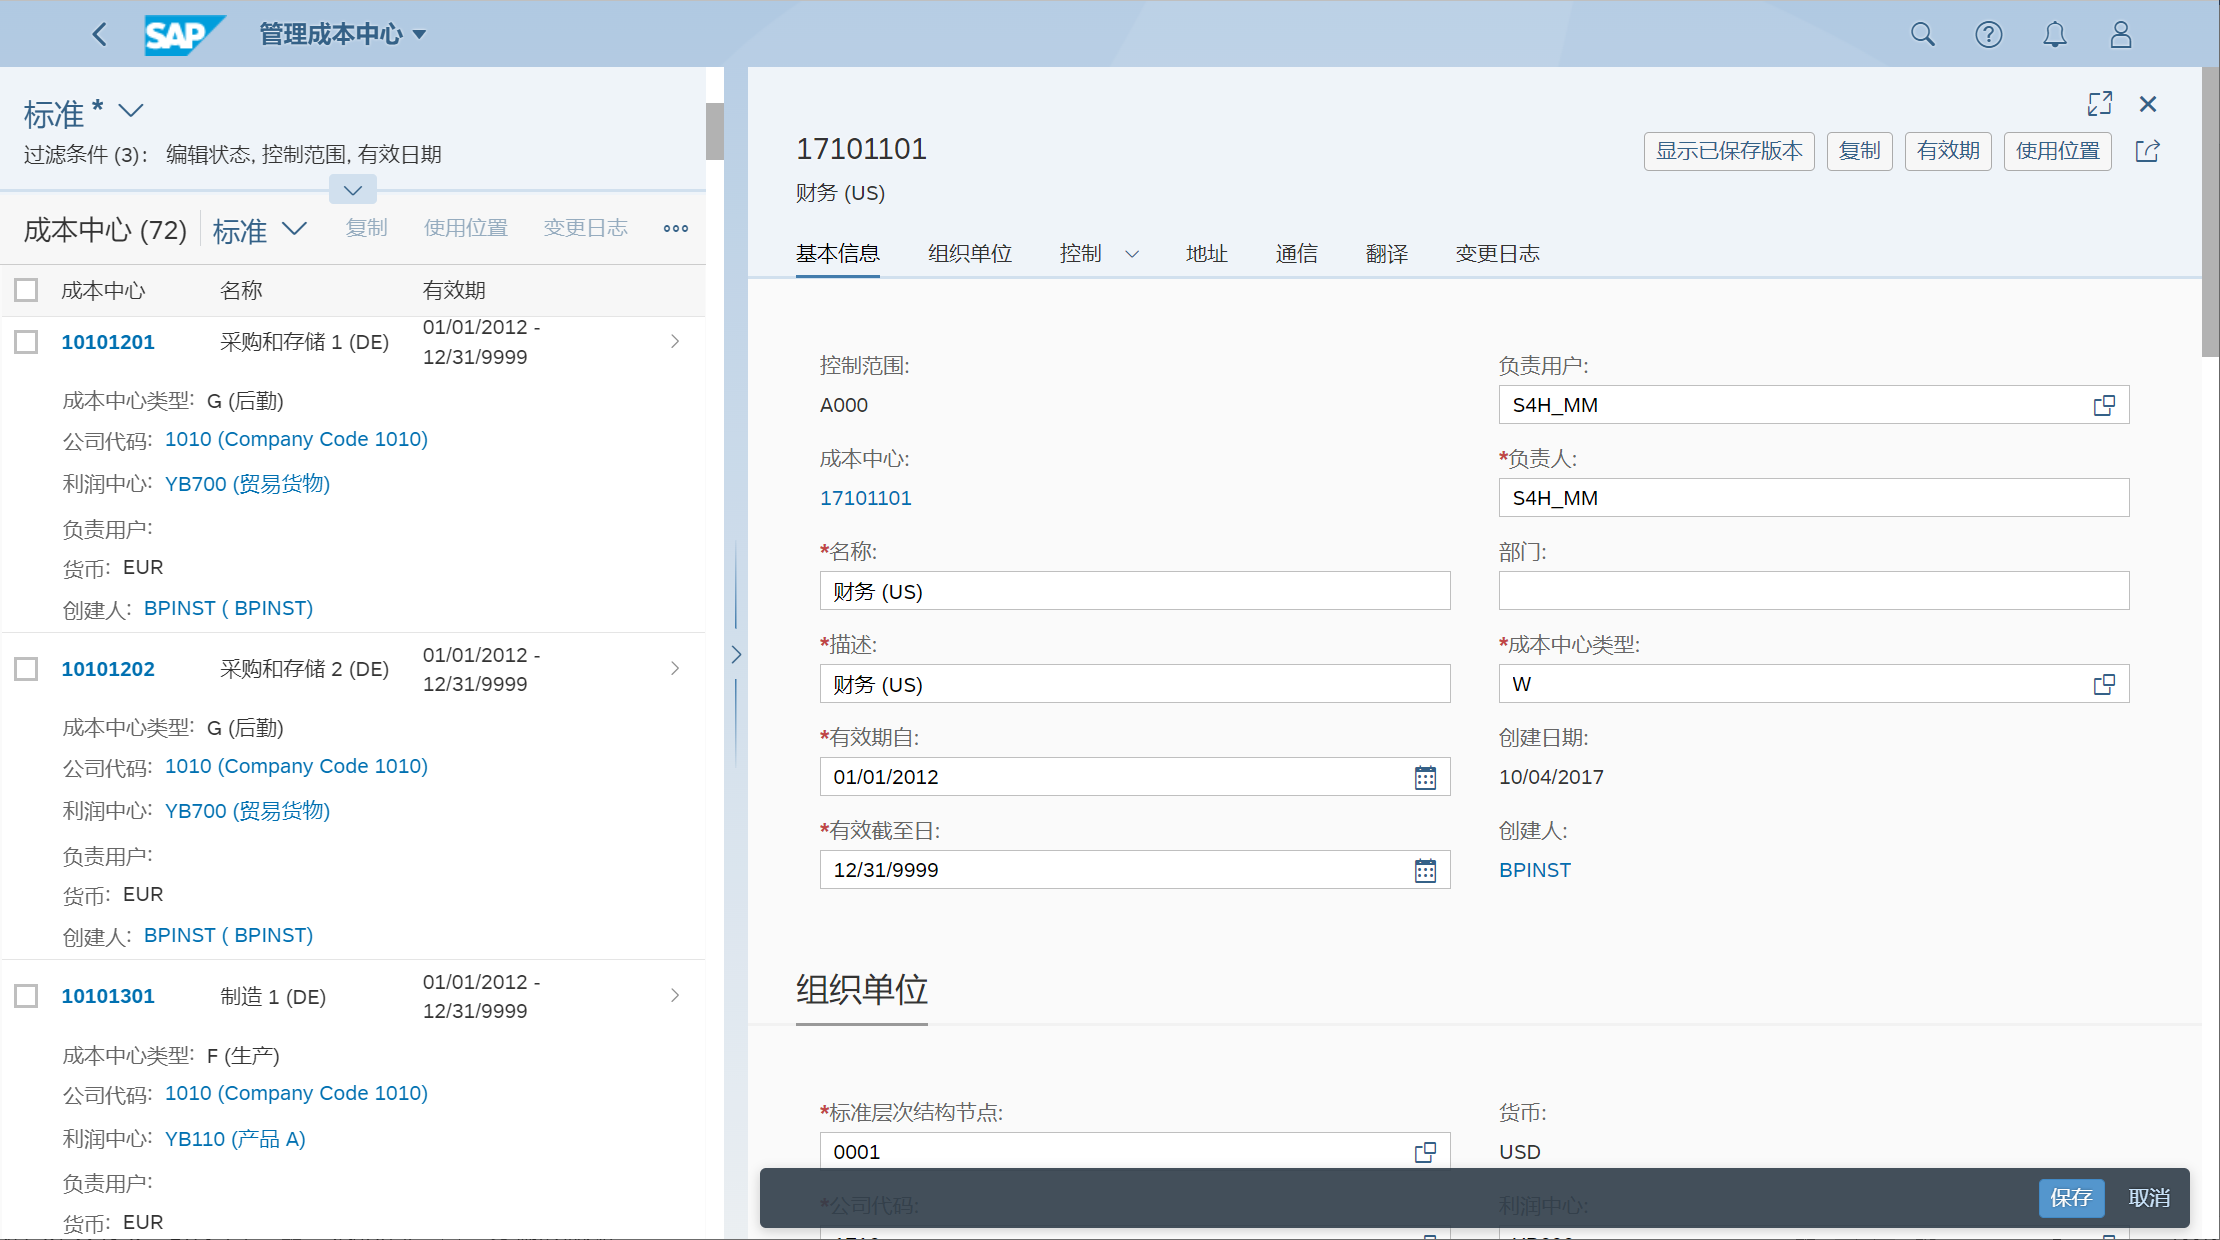 SAP 管理成本中心
标准 *
过滤条件 (3): 编辑状态, 控制范围, 有效日期
成本中心 (72) 标准 复制 使用位置 变更日志
成本中心 名称 有效期
10101201 采购和存储 1 (DE) 01/01/2012 -
12/31/9999
成本中心类型: G (后勤)
公司代码: 1010 (Company Code 1010)
利润中心: YB700 (贸易货物)
负责用户:
货币: EUR
创建人: BPINST ( BPINST)
10101202 采购和存储 2 (DE) 01/01/2012 -
12/31/9999
成本中心类型: G (后勤)
公司代码: 1010 (Company Code 1010)
利润中心: YB700 (贸易货物)
负责用户:
货币: EUR
创建人: BPINST ( BPINST)
10101301 制造 1 (DE) 01/01/2012 -
12/31/9999
成本中心类型: F (生产)
公司代码: 1010 (Company Code 1010)
利润中心: YB110 (产品 A)
负责用户:
货币: EUR
17101101
财务 (US)
显示已保存版本 复制 有效期 使用位置
基本信息 组织单位 控制 地址 通信 翻译 变更日志
控制范围:
A000
成本中心:
17101101
*名称:
财务 (US)
*描述:
财务 (US)
*有效期自:
01/01/2012
*有效截至日:
12/31/9999
负责用户:
S4H_MM
*负责人:
S4H_MM
部门:
*成本中心类型:
W
创建日期:
10/04/2017
创建人:
BPINST
组织单位
*标准层次结构节点:
0001
货币:
USD
*公司代码:
利润中心:
保存 取消